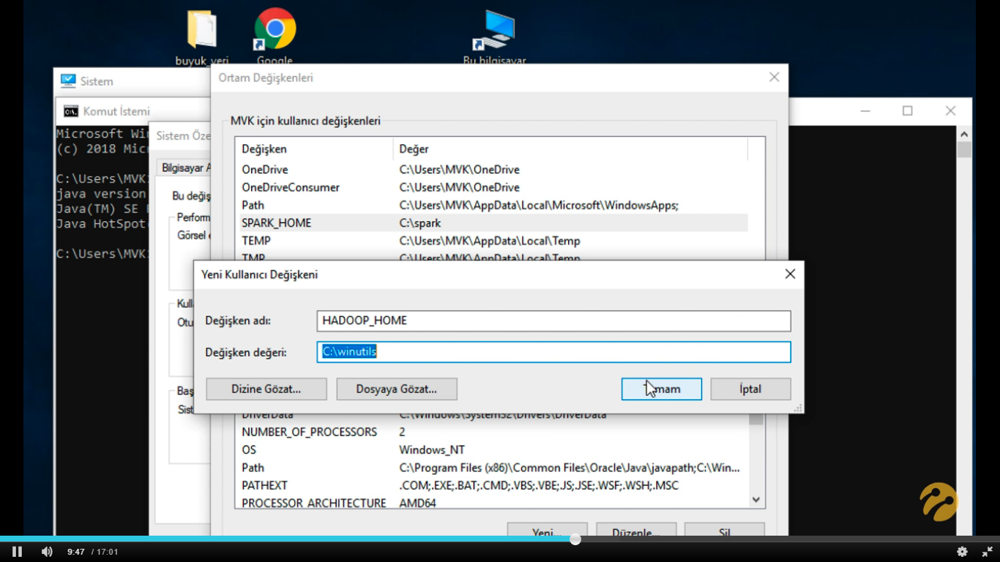 buyuk_veri
Google
Bu bilgisayar
Sistem
Ortam Değişkenleri
Komut İstemi
MVK için kullanıcı değişkenleri
Microsoft Wi
(c) 2018 Mic
Sistem Öze
Değişken Değer
Bilgisayar A
OneDrive C:\Users\MVK\OneDrive
C:\Users\MVK
OneDriveConsumer C:\Users\MVK\OneDrive
java version
Bu değiş
Path C:\Users\MVK\AppData\Local\Microsoft\WindowsApps;
Java(TM) SE
Perform
SPARK_HOME C:\spark
Java HotSpot
Görsel e
TEMP C:\Users\MVK\AppData\Local\Temp
C:\Users\MVK
TMP C:\Users\MVK\AppData\Local\Temp
Yeni Kullanıcı Değişkeni
Kull
Değişken adı: HADOOP_HOME
Otu
Değişken değeri: C:\winutils
Dizine Gözat... Dosyaya Gözat... Tamam İptal
Baş
Sist
DriverData C:\Windows\System32\Drivers\DriverData
NUMBER_OF_PROCESSORS 2
OS Windows_NT
Path C:\Program Files (x86)\Common Files\Oracle\Java\javapath;C:\Win...
PATHEXT .COM;.EXE;.BAT;.CMD;.VBS;.VBE;.JS;.JSE;.WSF;.WSH;.MSC
PROCESSOR_ARCHITECTURE AMD64
Yeni... Düzenle... Sil
9:47 / 17:01